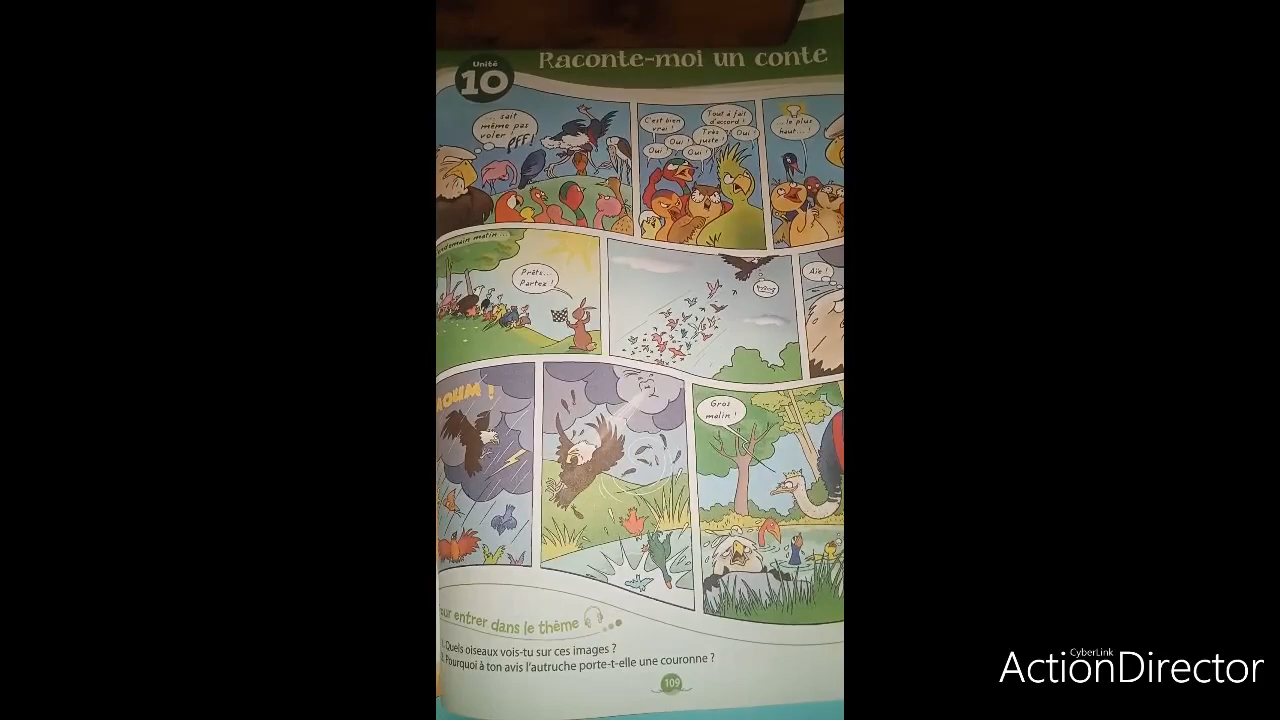 Unité
10
Raconte-moi un conte
... sait
même pas
voler !
PFF!
C'est bien
vrai !
Tout à fait
d'accord !
Oui !
Oui !
Très
juste !
Oui !
Oui !
... le plus
haut... !
matin ...
Prêts...
Partez !
Aïe !
Gros
malin !
entrer dans le thème
Quels oiseaux vois-tu sur ces images ?
Pourquoi à ton avis l'autruche porte-t-elle une couronne ?
109
CyberLink
ActionDirector